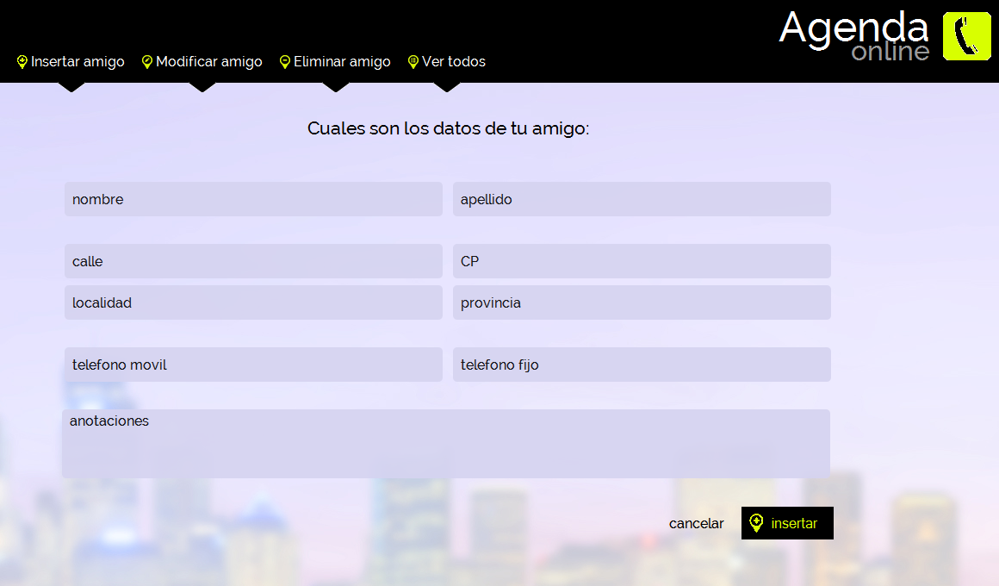 Agenda
online
Insertar amigo Modificar amigo Eliminar amigo Ver todos
Cuales son los datos de tu amigo:
nombre apellido
calle CP
localidad provincia
telefono movil telefono fijo
anotaciones
cancelar insertar